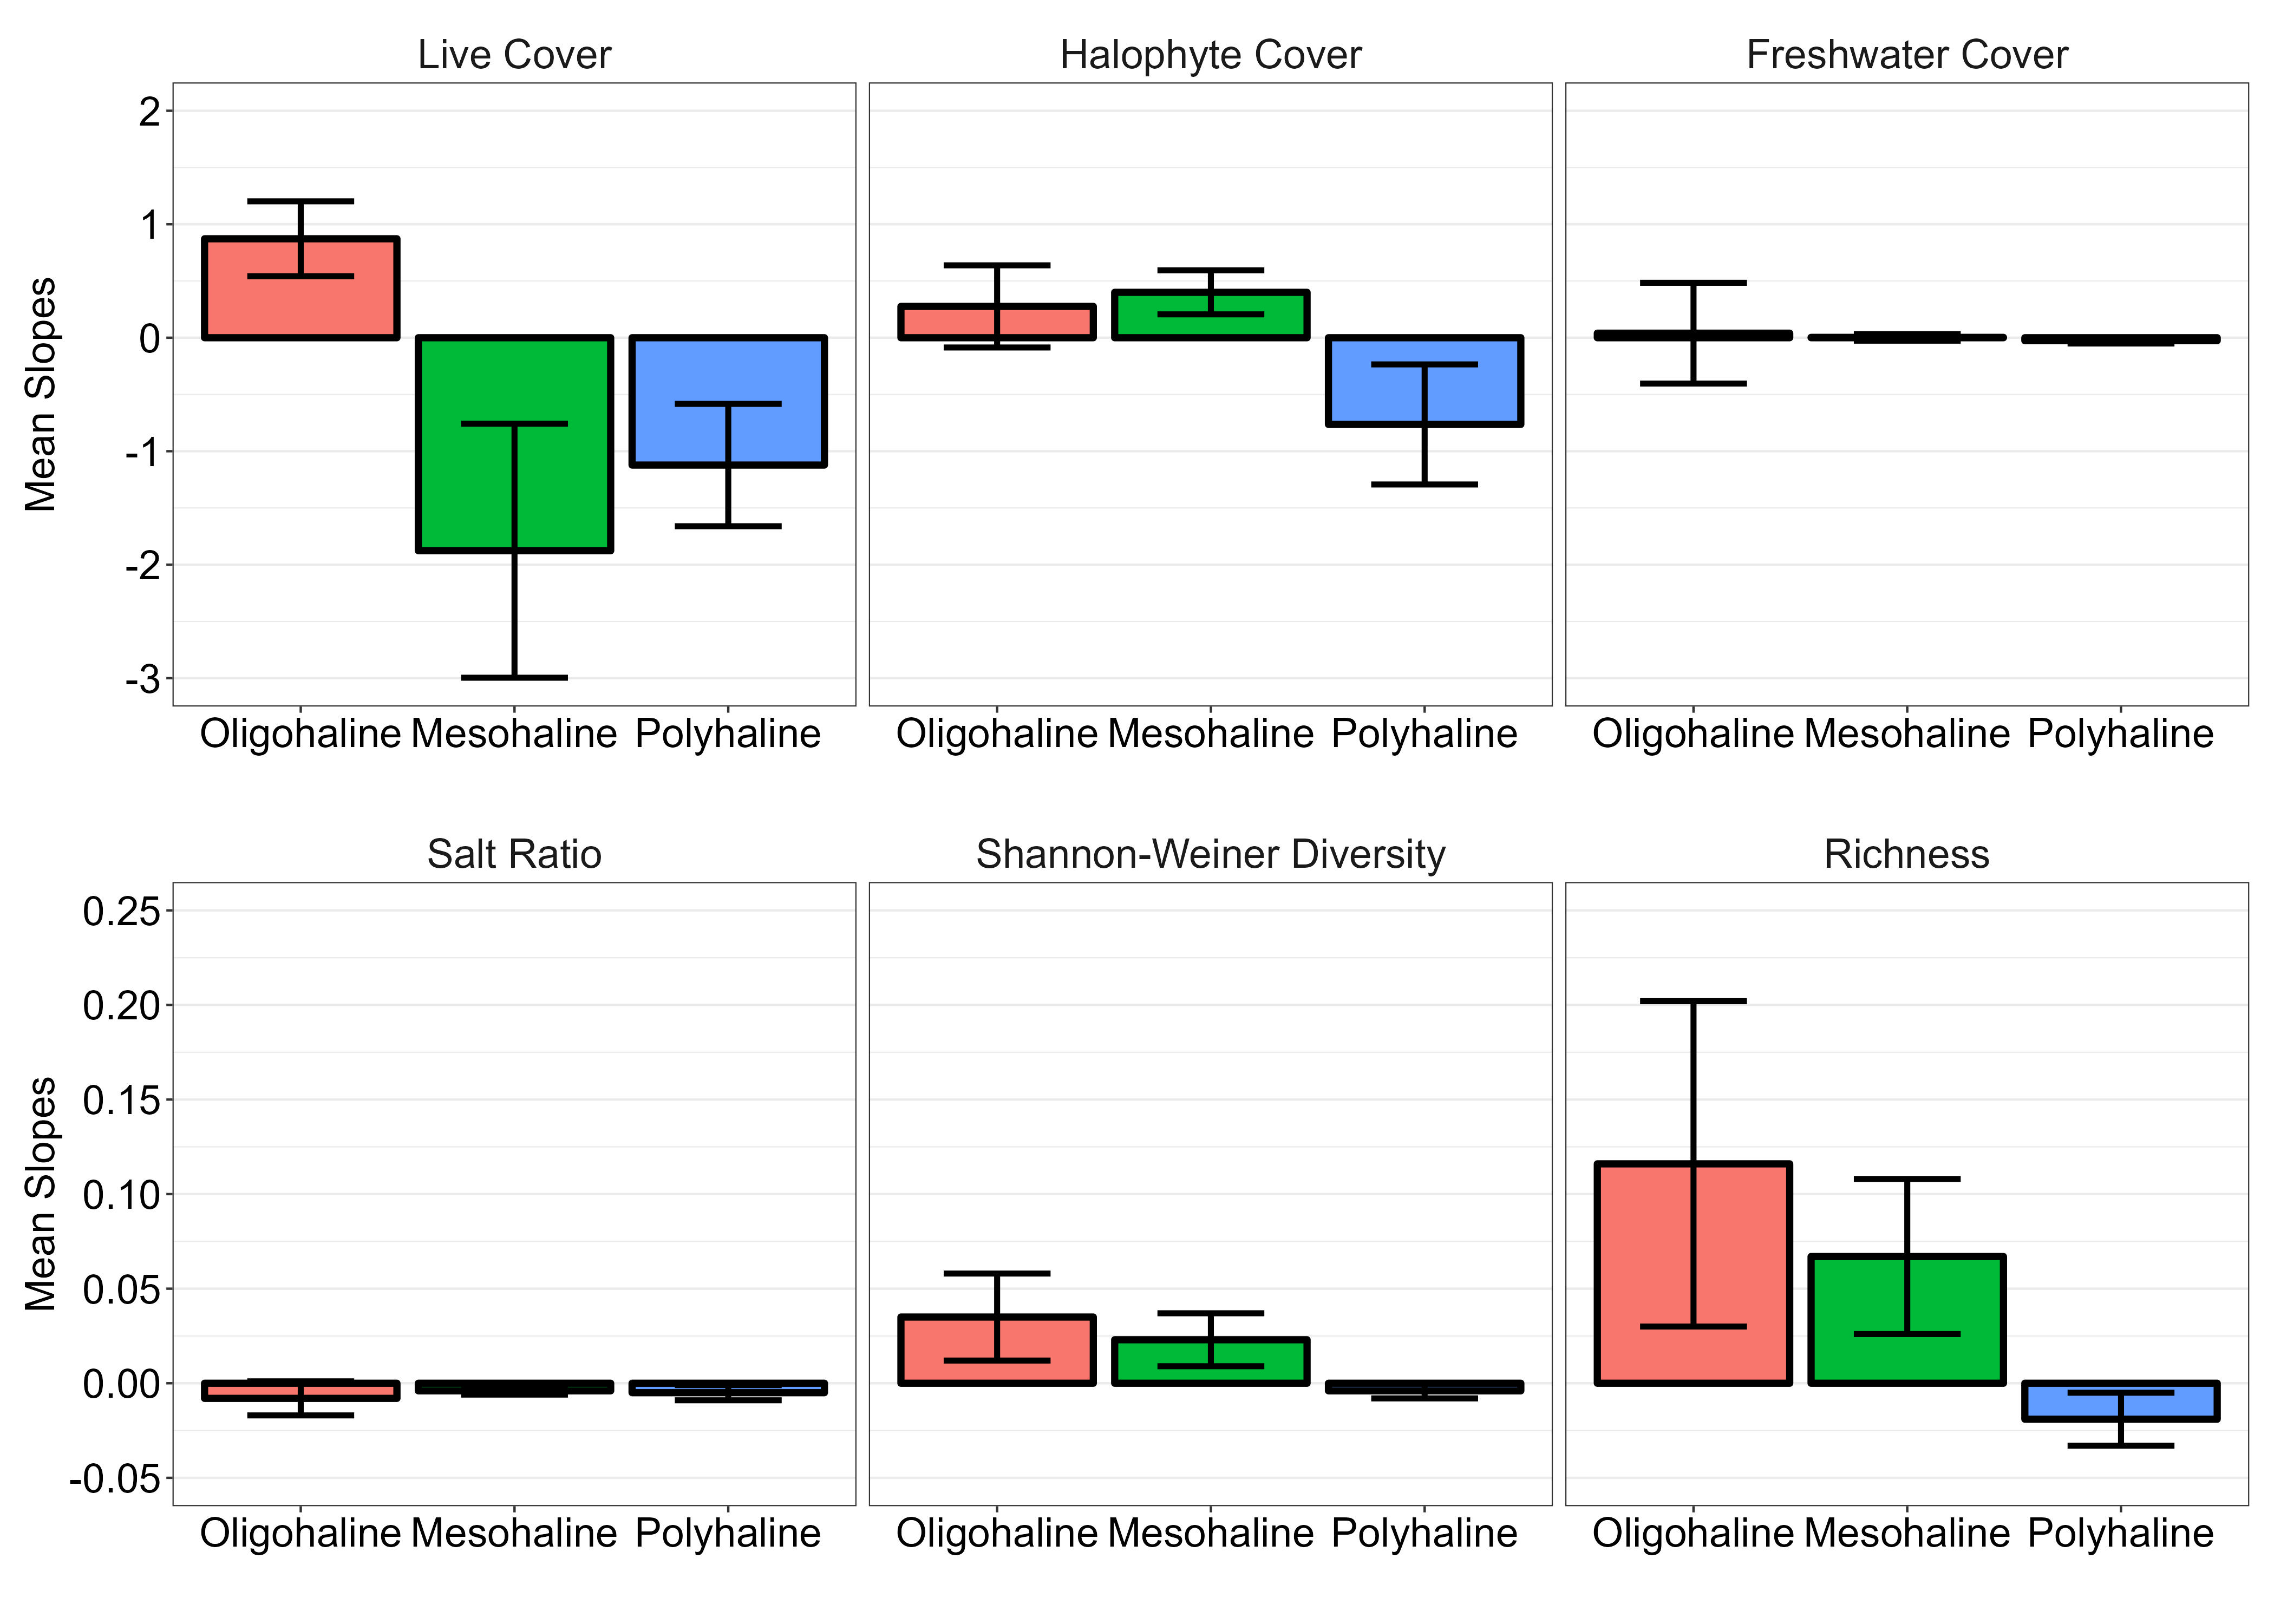 Live Cover Halophyte Cover Freshwater Cover
Mean Slopes
2
1
0
-1
-2
-3
Oligohaline Mesohaline Polyhaline Oligohaline Mesohaline Polyhaline Oligohaline Mesohaline Polyhaline
Salt Ratio Shannon-Weiner Diversity Richness
Mean Slopes
0.25
0.20
0.15
0.10
0.05
0.00
-0.05
Oligohaline Mesohaline Polyhaline Oligohaline Mesohaline Polyhaline Oligohaline Mesohaline Polyhaline